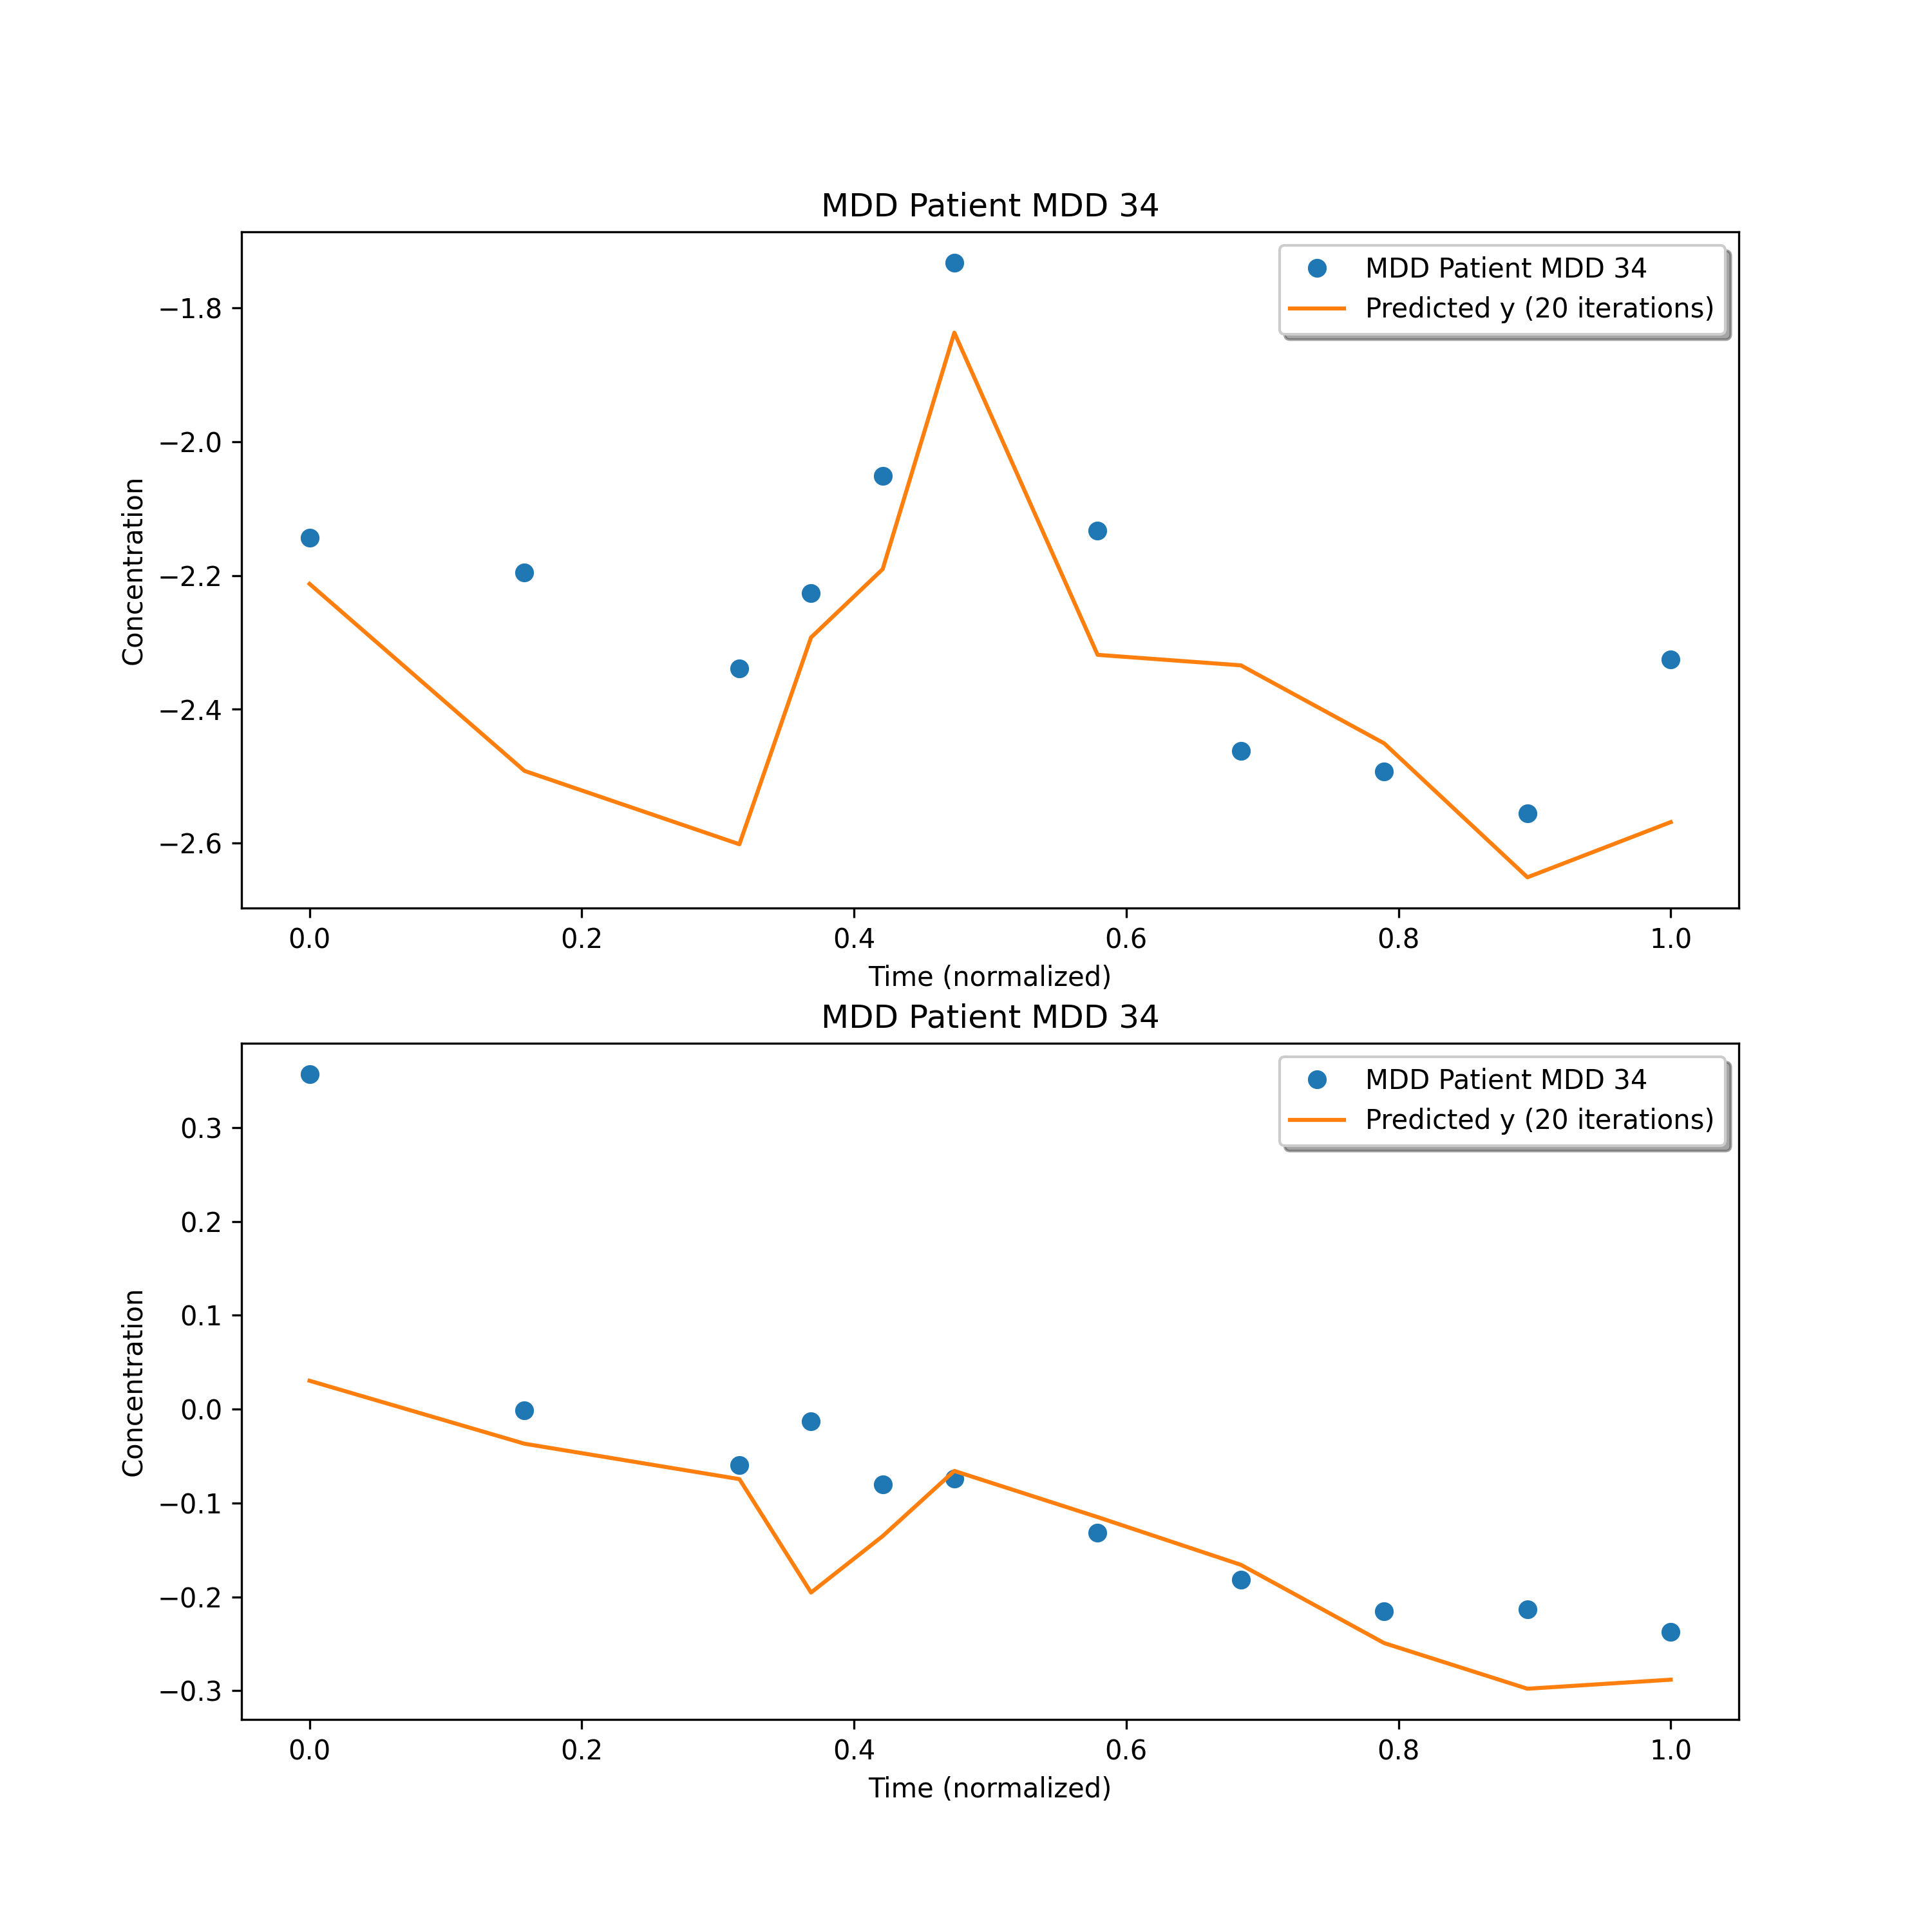 MDD Patient MDD 34
MDD Patient MDD 34
Predicted y (20 iterations)
−1.8
−2.0
−2.2
−2.4
−2.6
Concentration
0.0 0.2 0.4 0.6 0.8 1.0
Time (normalized)
MDD Patient MDD 34
MDD Patient MDD 34
Predicted y (20 iterations)
0.3
0.2
0.1
0.0
−0.1
−0.2
−0.3
Concentration
0.0 0.2 0.4 0.6 0.8 1.0
Time (normalized)